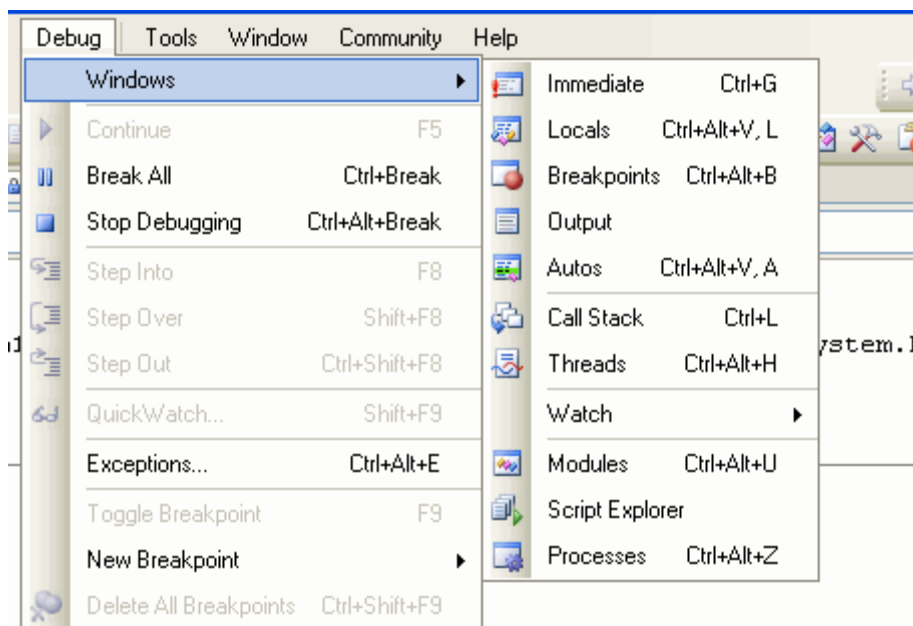 Debug Tools Window Community Help
Windows
Continue F5
Break All Ctrl+Break
Stop Debugging Ctrl+Alt+Break
Step Into F8
Step Over Shift+F8
Step Out Ctrl+Shift+F8
QuickWatch... Shift+F9
Exceptions... Ctrl+Alt+E
Toggle Breakpoint F9
New Breakpoint
Delete All Breakpoints Ctrl+Shift+F9
Immediate Ctrl+G
Locals Ctrl+Alt+V, L
Breakpoints Ctrl+Alt+B
Output
Autos Ctrl+Alt+V, A
Call Stack Ctrl+L
Threads Ctrl+Alt+H
Watch
Modules Ctrl+Alt+U
Script Explorer
Processes Ctrl+Alt+Z